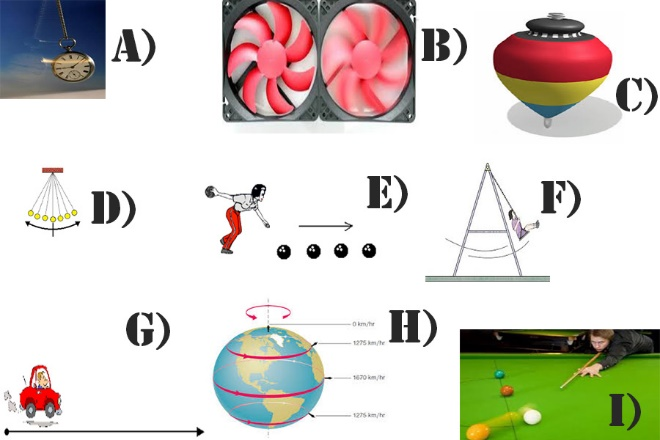 A)
B)
C)
D)
E)
F)
G)
H)
0 km/hr
1275 km/hr
1670 km/hr
1275 km/hr
I)